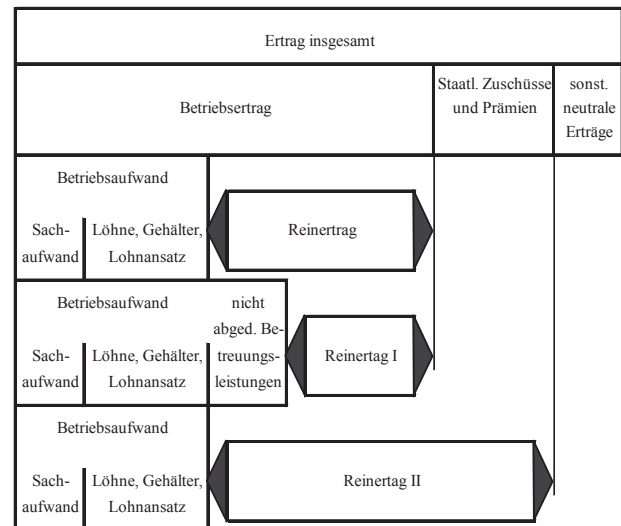 Ertrag insgesamt
Betriebsertrag
Staatl. Zuschüsse
und Prämien
sonst.
neutrale
Erträge
Betriebsaufwand
Sach-
aufwand
Löhne, Gehälter,
Lohnansatz
Reinertrag
Betriebsaufwand
Sach-
aufwand
Löhne, Gehälter,
Lohnansatz
nicht
abged. Be-
treuungs-
leistungen
Reinertag I
Betriebsaufwand
Sach-
aufwand
Löhne, Gehälter,
Lohnansatz
Reinertag II